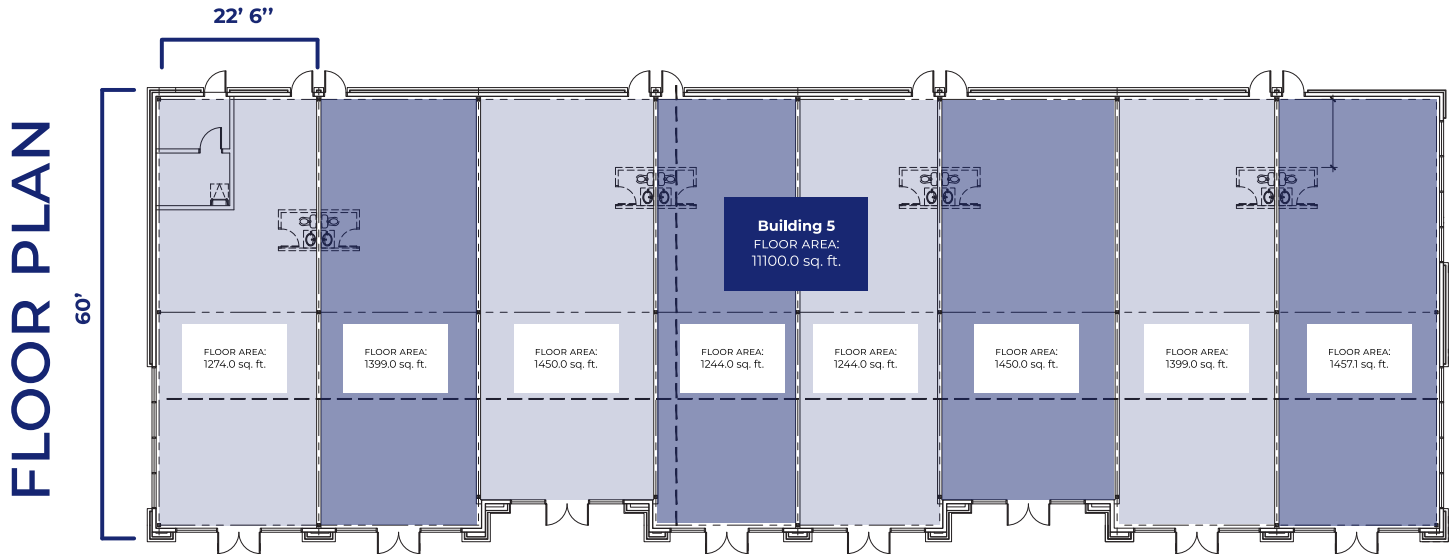 22’ 6’’
FLOOR PLAN
60’
Building 5
FLOOR AREA:
11100.0 sq. ft.
FLOOR AREA:
1274.0 sq. ft.
FLOOR AREA:
1399.0 sq. ft.
FLOOR AREA:
1450.0 sq. ft.
FLOOR AREA:
1244.0 sq. ft.
FLOOR AREA:
1244.0 sq. ft.
FLOOR AREA:
1450.0 sq. ft.
FLOOR AREA:
1399.0 sq. ft.
FLOOR AREA:
1457.1 sq. ft.